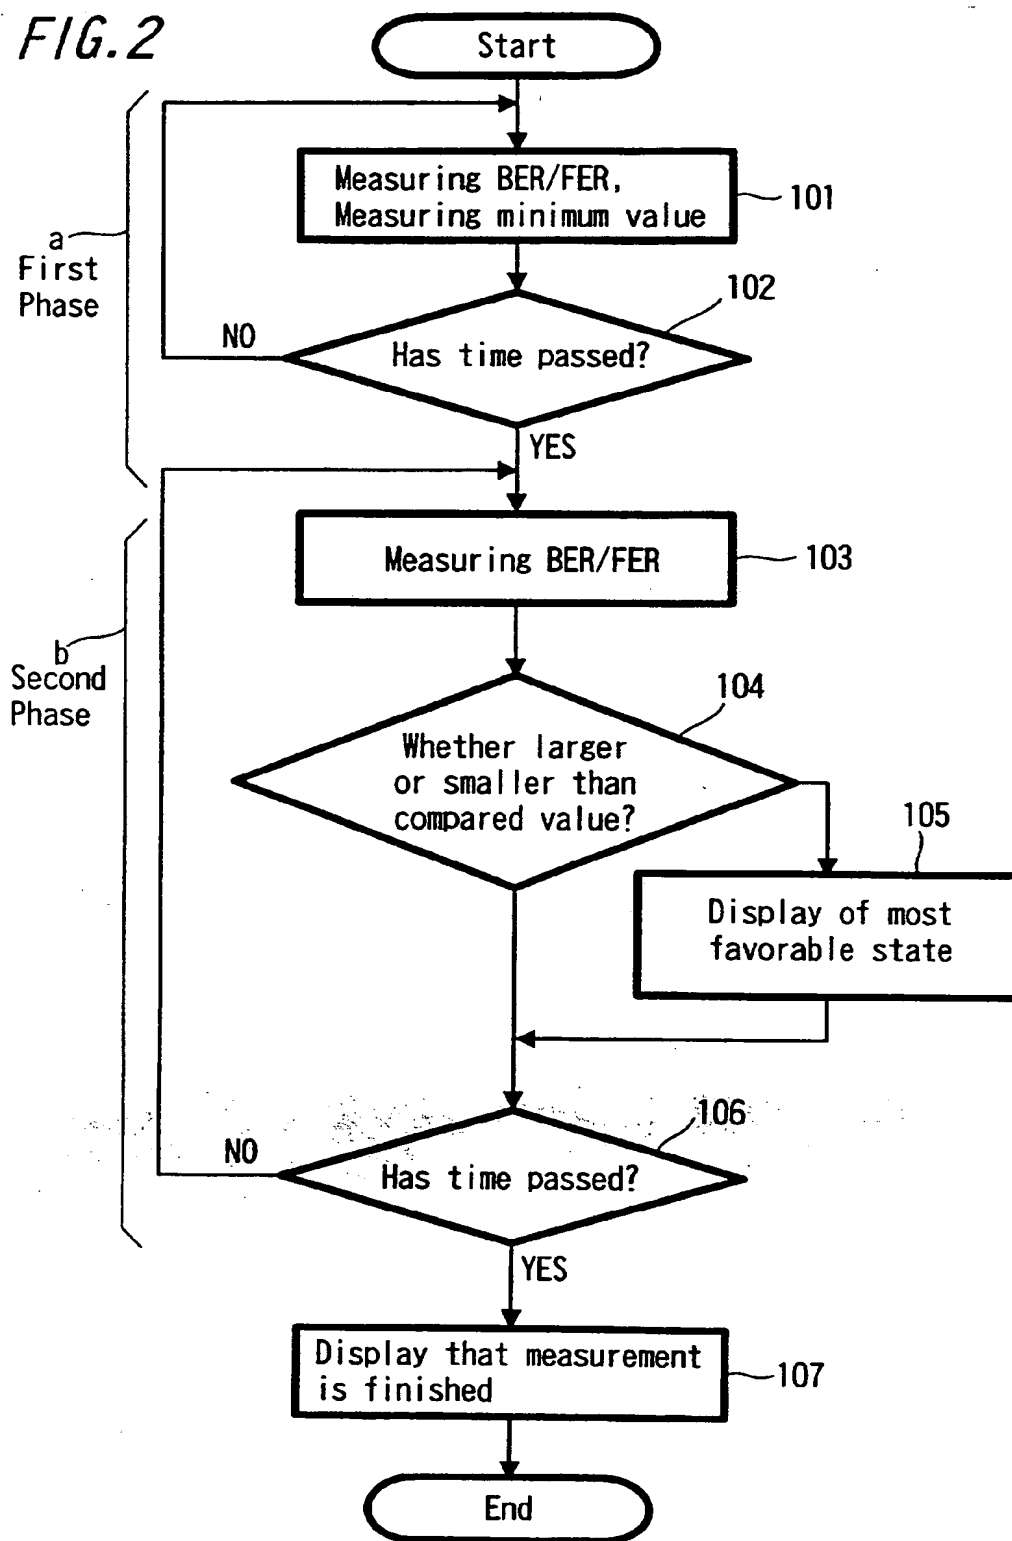 FIG.2
Start
Measuring BER/FER,
Measuring minimum value
101
a
First
Phase
102
Has time passed?
NO
YES
Measuring BER/FER
103
b
Second
Phase
104
Whether larger
or smaller than
compared value?
105
Display of most
favorable state
106
Has time passed?
NO
YES
Display that measurement
is finished
107
End